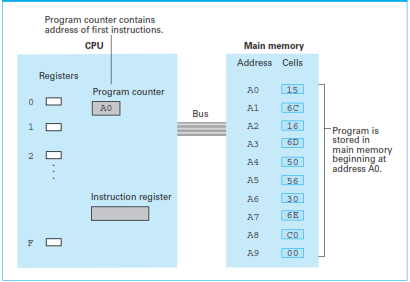 Program counter contains
address of first instructions.
CPU
Main memory
Registers
Program counter
A0
Bus
0
1
2
F
Instruction register
Address Cells
A0 15
A1 6C
A2 16
A3 6D
A4 50
A5 56
A6 30
A7 6E
A8 C0
A9 00
Program is
stored in
main memory
beginning at
address A0.